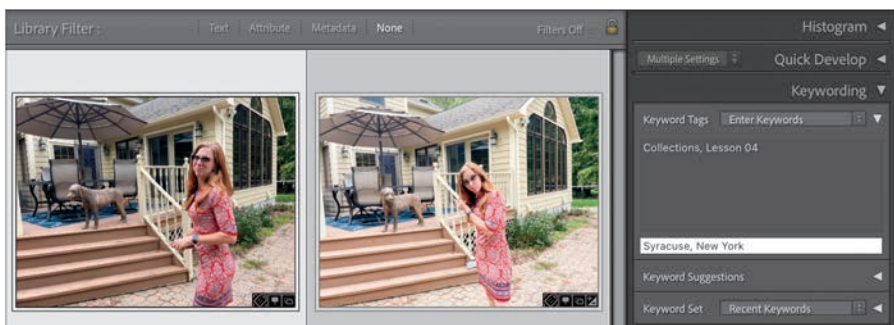 Library Filter :
Text Attribute Metadata None
Filters Off
Histogram
Multiple Settings Quick Develop
Keywording
Keyword Tags Enter Keywords
Collections, Lesson 04
Syracuse, New York
Keyword Suggestions
Keyword Set Recent Keywords